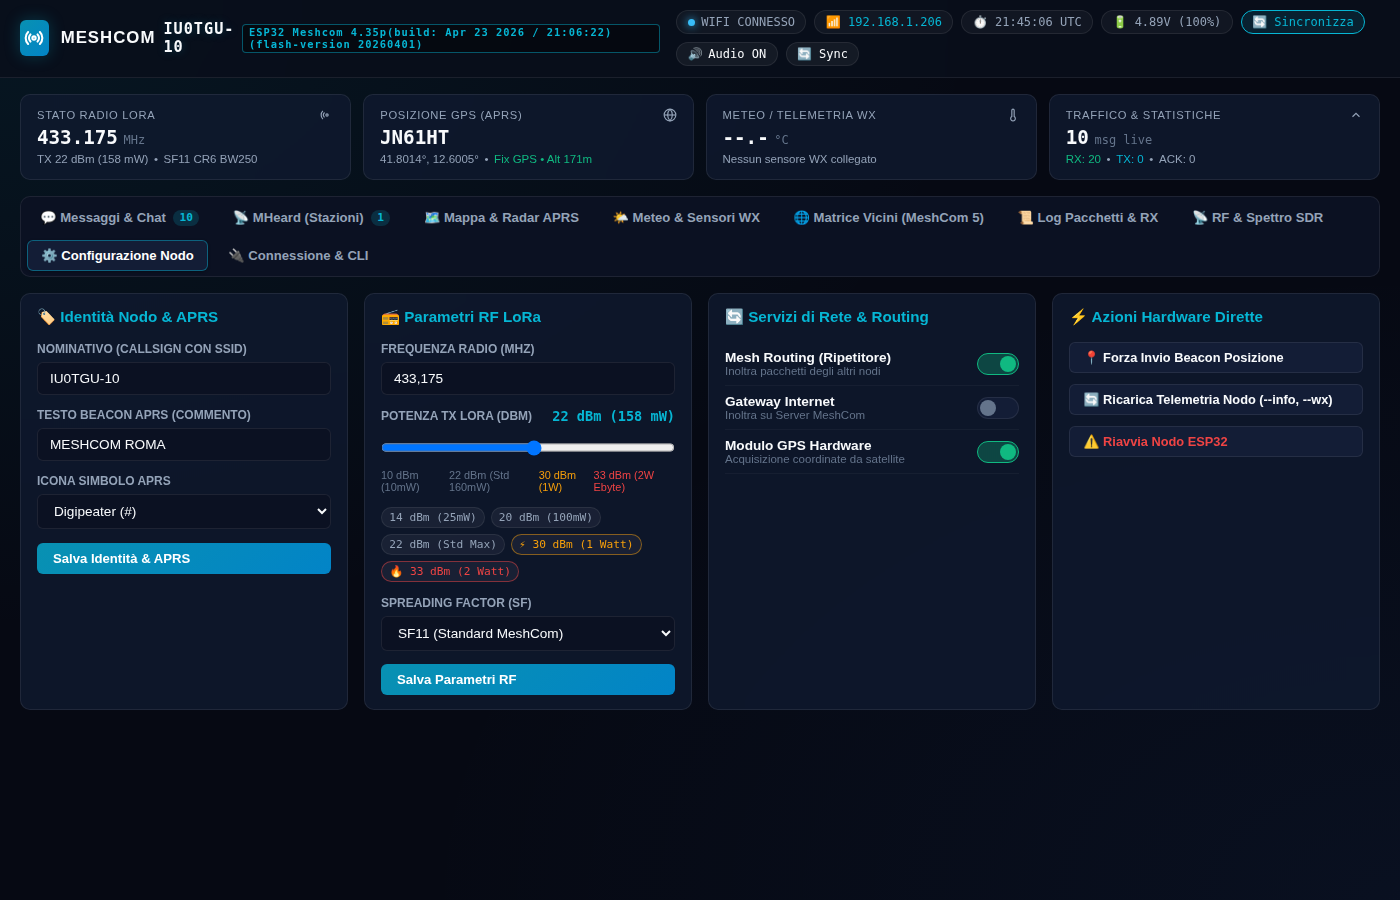 MESHCOM
IU0TGU-10
ESP32 Meshcom 4.35p(build: Apr 23 2026 / 21:06:22)
(flash-version 20260401)
WIFI CONNESSO
192.168.1.206
21:45:06 UTC
4.89V (100%)
Sincronizza
Audio ON
Sync
STATO RADIO LORA
433.175 MHz
TX 22 dBm (158 mW) • SF11 CR6 BW250
POSIZIONE GPS (APRS)
JN61HT
41.8014°, 12.6005° • Fix GPS • Alt 171m
METEO / TELEMETRIA WX
--.- °C
Nessun sensore WX collegato
TRAFFICO & STATISTICHE
10 msg live
RX: 20 • TX: 0 • ACK: 0
Messaggi & Chat 10
MHeard (Stazioni) 1
Mappa & Radar APRS
Meteo & Sensori WX
Matrice Vicini (MeshCom 5)
Log Pacchetti & RX
RF & Spettro SDR
Configurazione Nodo
Connessione & CLI
Identità Nodo & APRS
NOMINATIVO (CALLSIGN CON SSID)
IU0TGU-10
TESTO BEACON APRS (COMMENTO)
MESHCOM ROMA
ICONA SIMBOLO APRS
Digipeater (#)
Salva Identità & APRS
Parametri RF LoRa
FREQUENZA RADIO (MHZ)
433,175
POTENZA TX LORA (DBM) 22 dBm (158 mW)
10 dBm (10mW)
22 dBm (Std 160mW)
30 dBm (1W)
33 dBm (2W Ebyte)
14 dBm (25mW)
20 dBm (100mW)
22 dBm (Std Max)
⚡ 30 dBm (1 Watt)
🔥 33 dBm (2 Watt)
SPREADING FACTOR (SF)
SF11 (Standard MeshCom)
Salva Parametri RF
Servizi di Rete & Routing
Mesh Routing (Ripetitore)
Inoltra pacchetti degli altri nodi
Gateway Internet
Inoltra su Server MeshCom
Modulo GPS Hardware
Acquisizione coordinate da satellite
Azioni Hardware Dirette
Forza Invio Beacon Posizione
Ricarica Telemetria Nodo (--info, --wx)
Riavvia Nodo ESP32